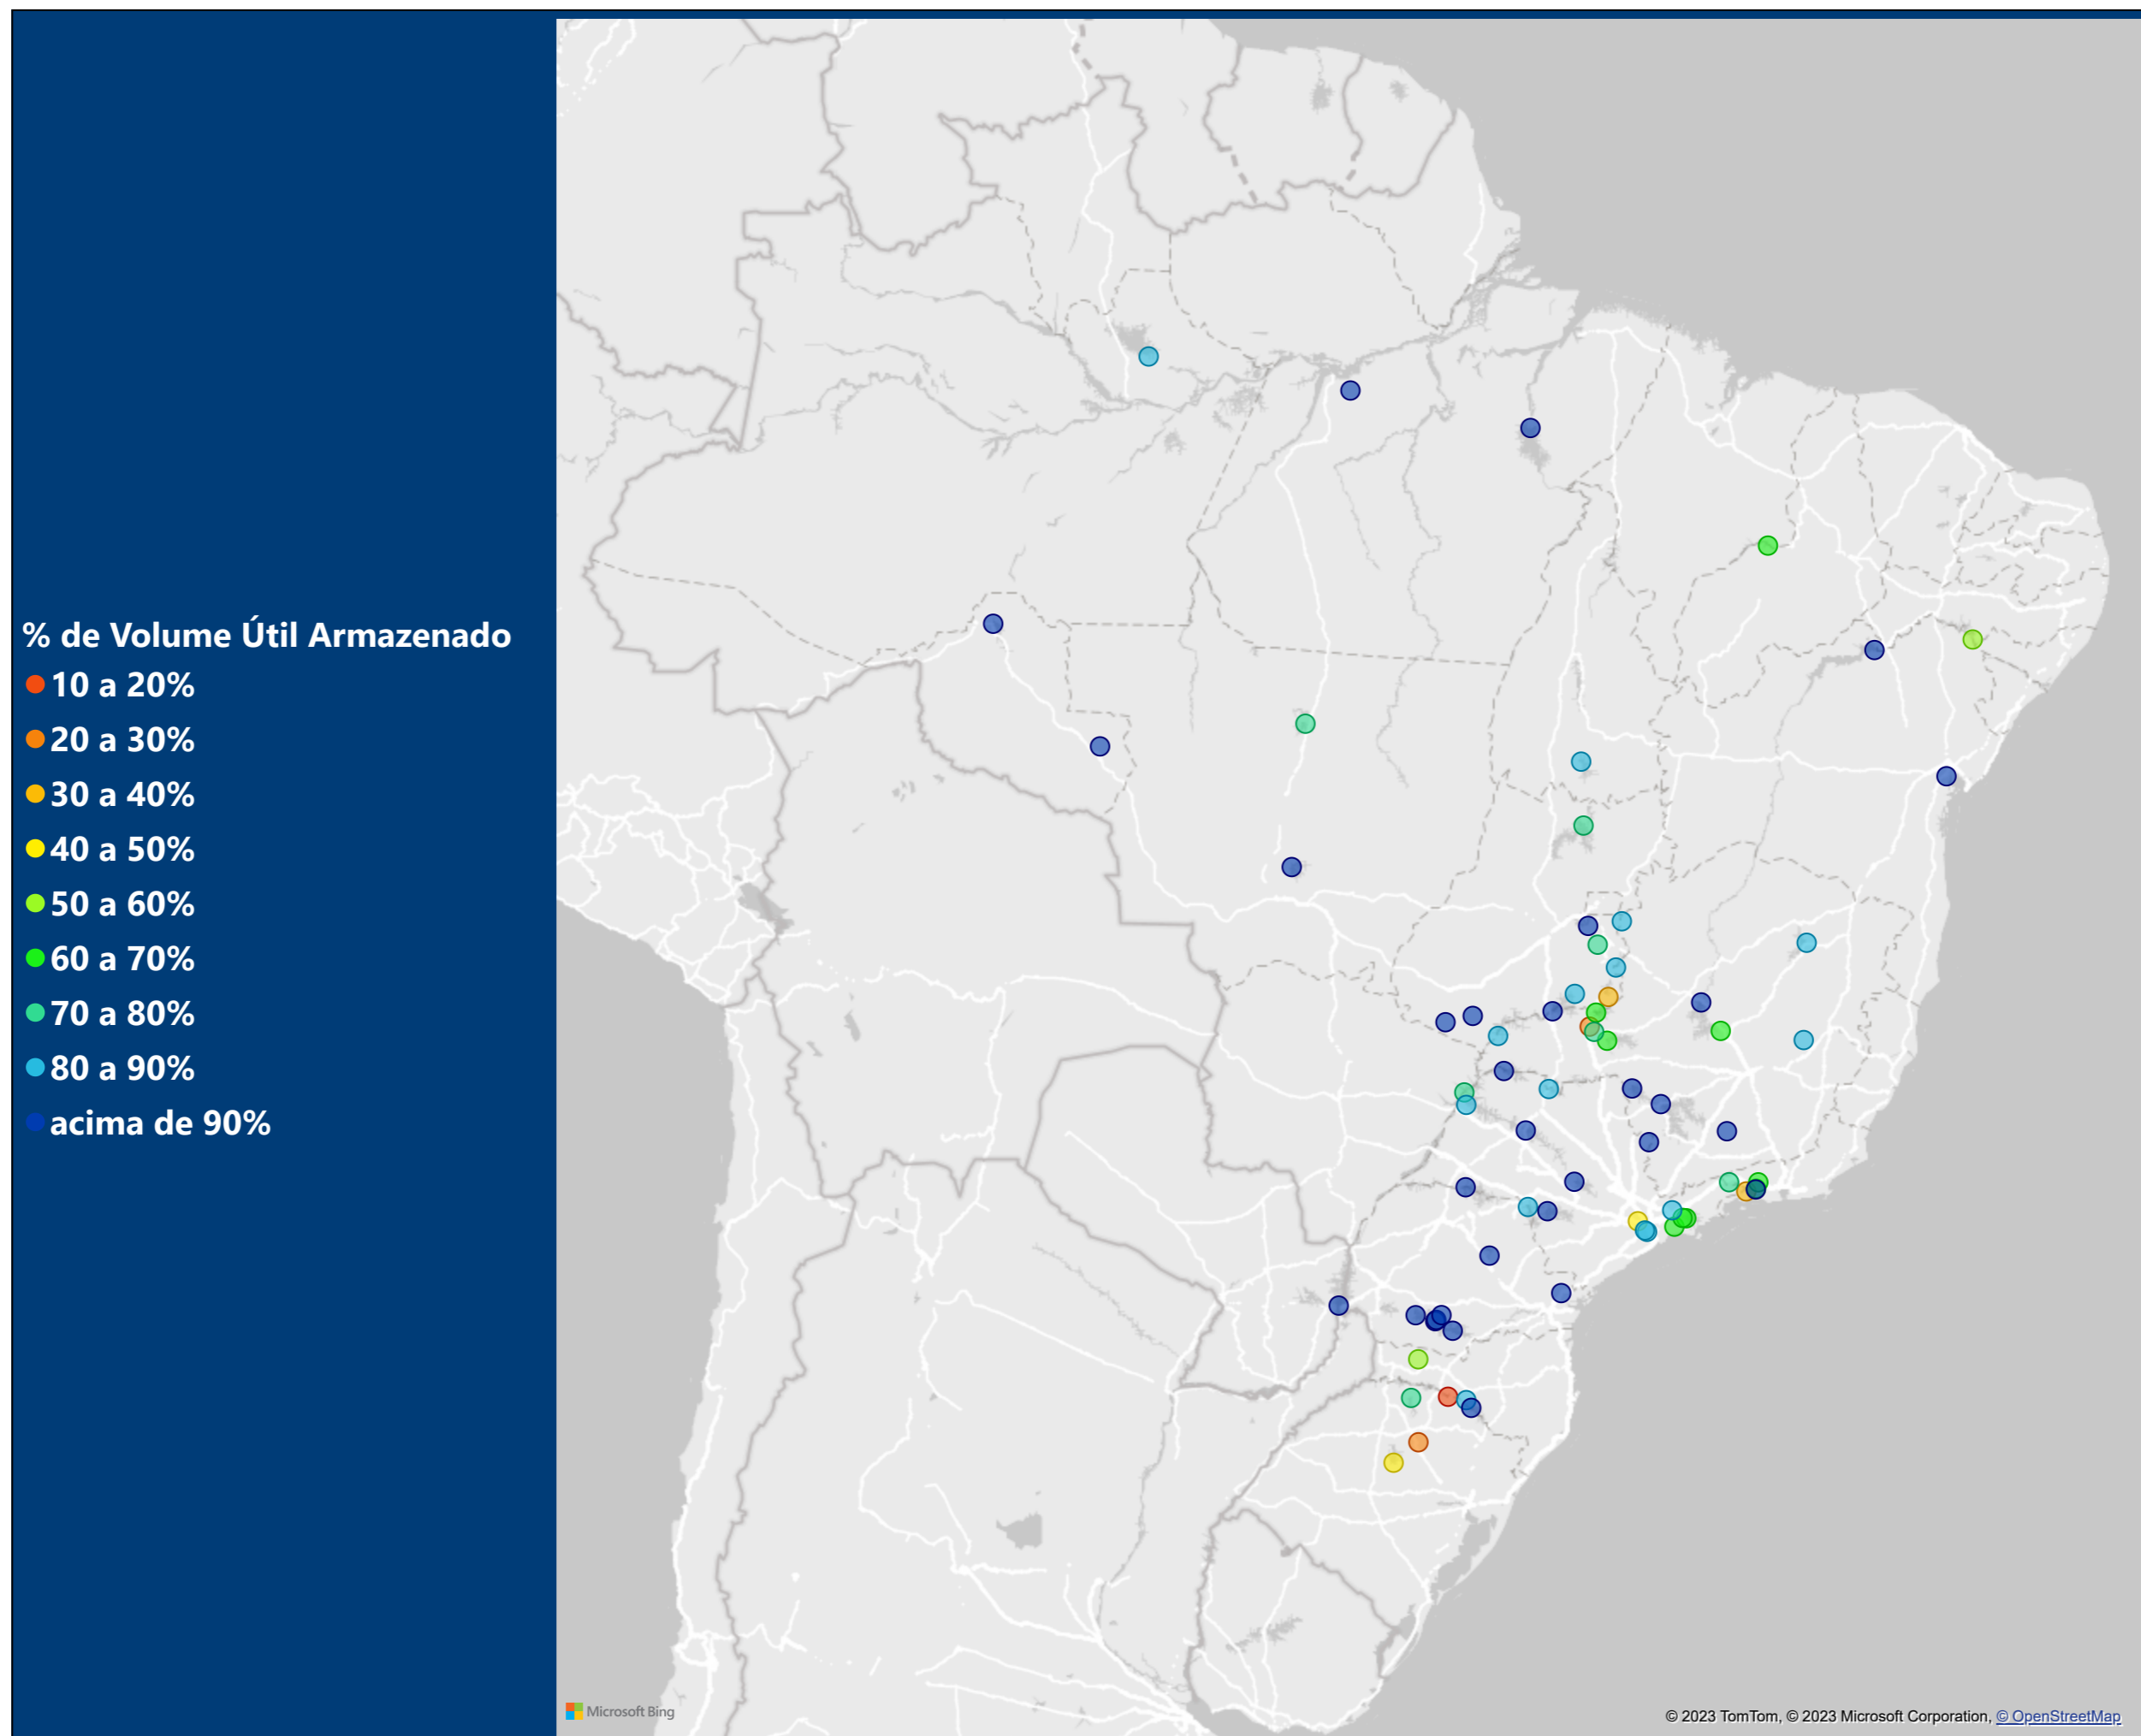 % de Volume Útil Armazenado
10 a 20%
20 a 30%
30 a 40%
40 a 50%
50 a 60%
60 a 70%
70 a 80%
80 a 90%
acima de 90%
Microsoft Bing
© 2023 TomTom, © 2023 Microsoft Corporation, © OpenStreetMap